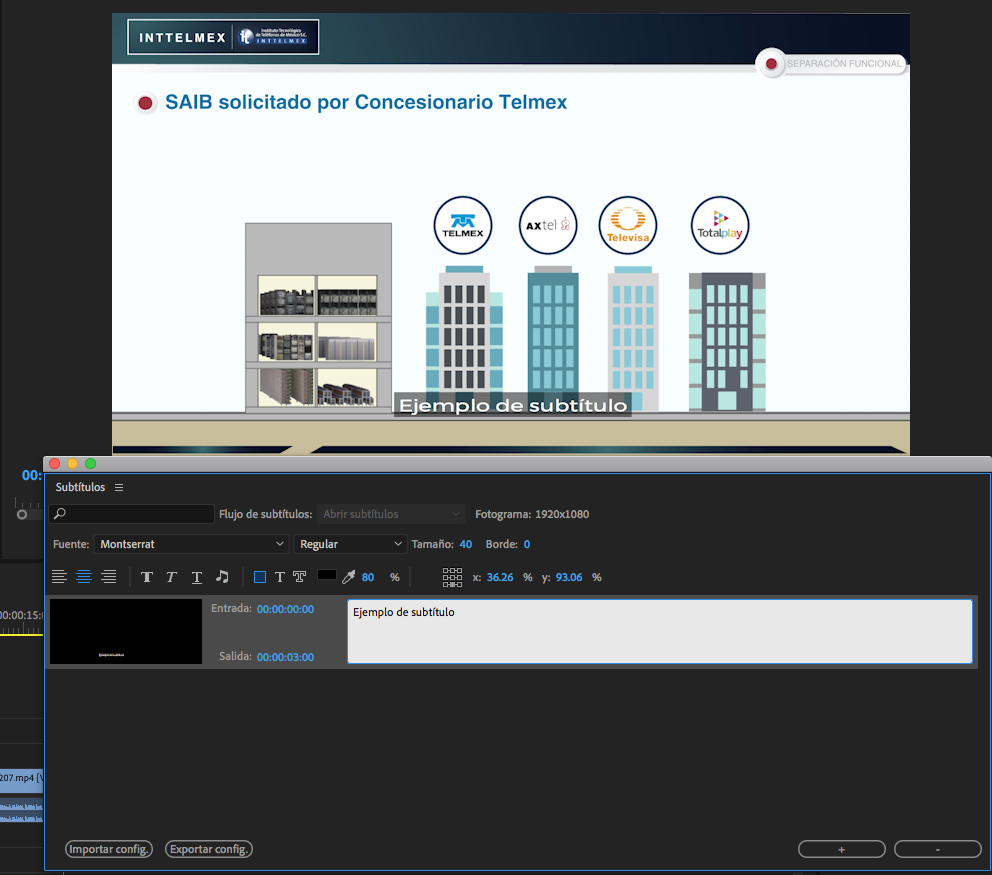 INTTELMEX
Instituto Tecnológico
de Teléfonos de México S.C.
INTTELMEX
SEPARACIÓN FUNCIONAL
SAIB solicitado por Concesionario Telmex
TELMEX
axtel
Televisa
Totalplay
Ejemplo de subtítulo
00:
Subtítulos
Flujo de subtítulos: Abrir subtítulos Fotograma: 1920x1080
Fuente: Montserrat Regular Tamaño: 40 Borde: 0
T T T T T 80 % x: 36.26 % y: 93.06 %
Entrada: 00:00:00:00 Ejemplo de subtítulo
Salida: 00:00:03:00
00:00:15:0
207.mp4 [V
Importar config. Exportar config. + -